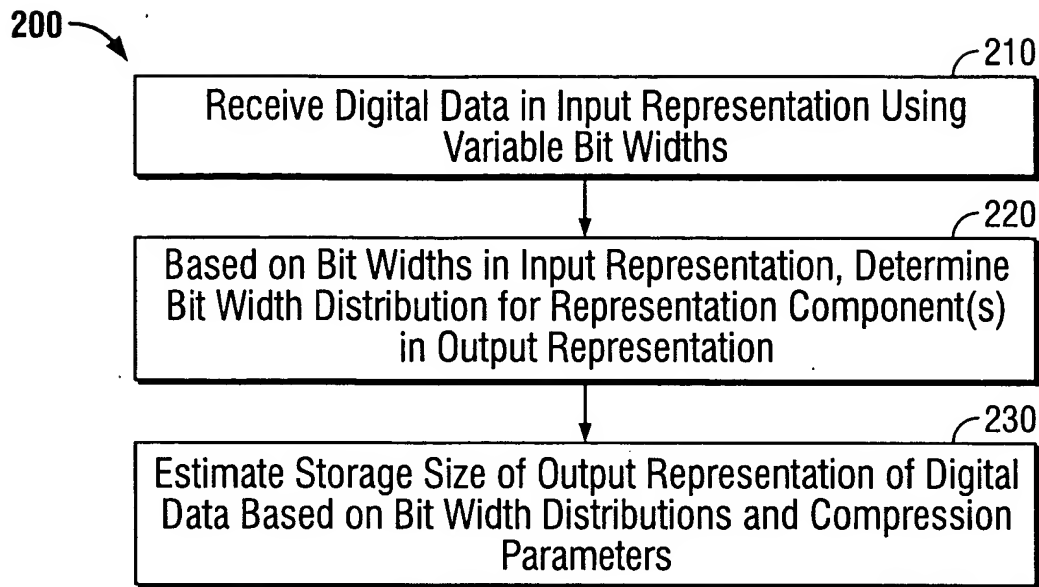 200
210
Receive Digital Data in Input Representation Using
Variable Bit Widths
220
Based on Bit Widths in Input Representation, Determine
Bit Width Distribution for Representation Component(s)
in Output Representation
230
Estimate Storage Size of Output Representation of Digital
Data Based on Bit Width Distributions and Compression
Parameters